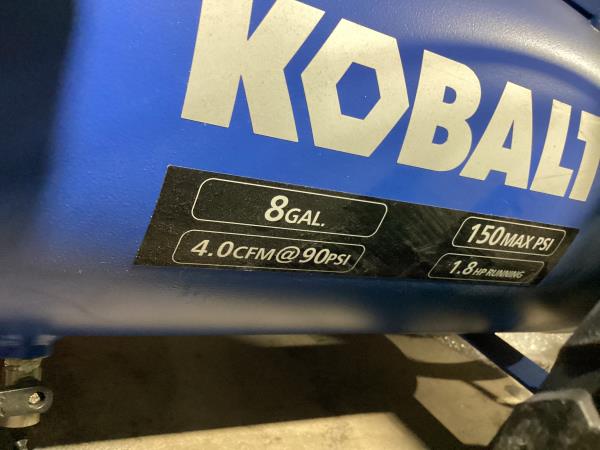 KOBALT
8GAL.
4.0CFM@90PSI
150MAX PSI
1.8HP RUNNING